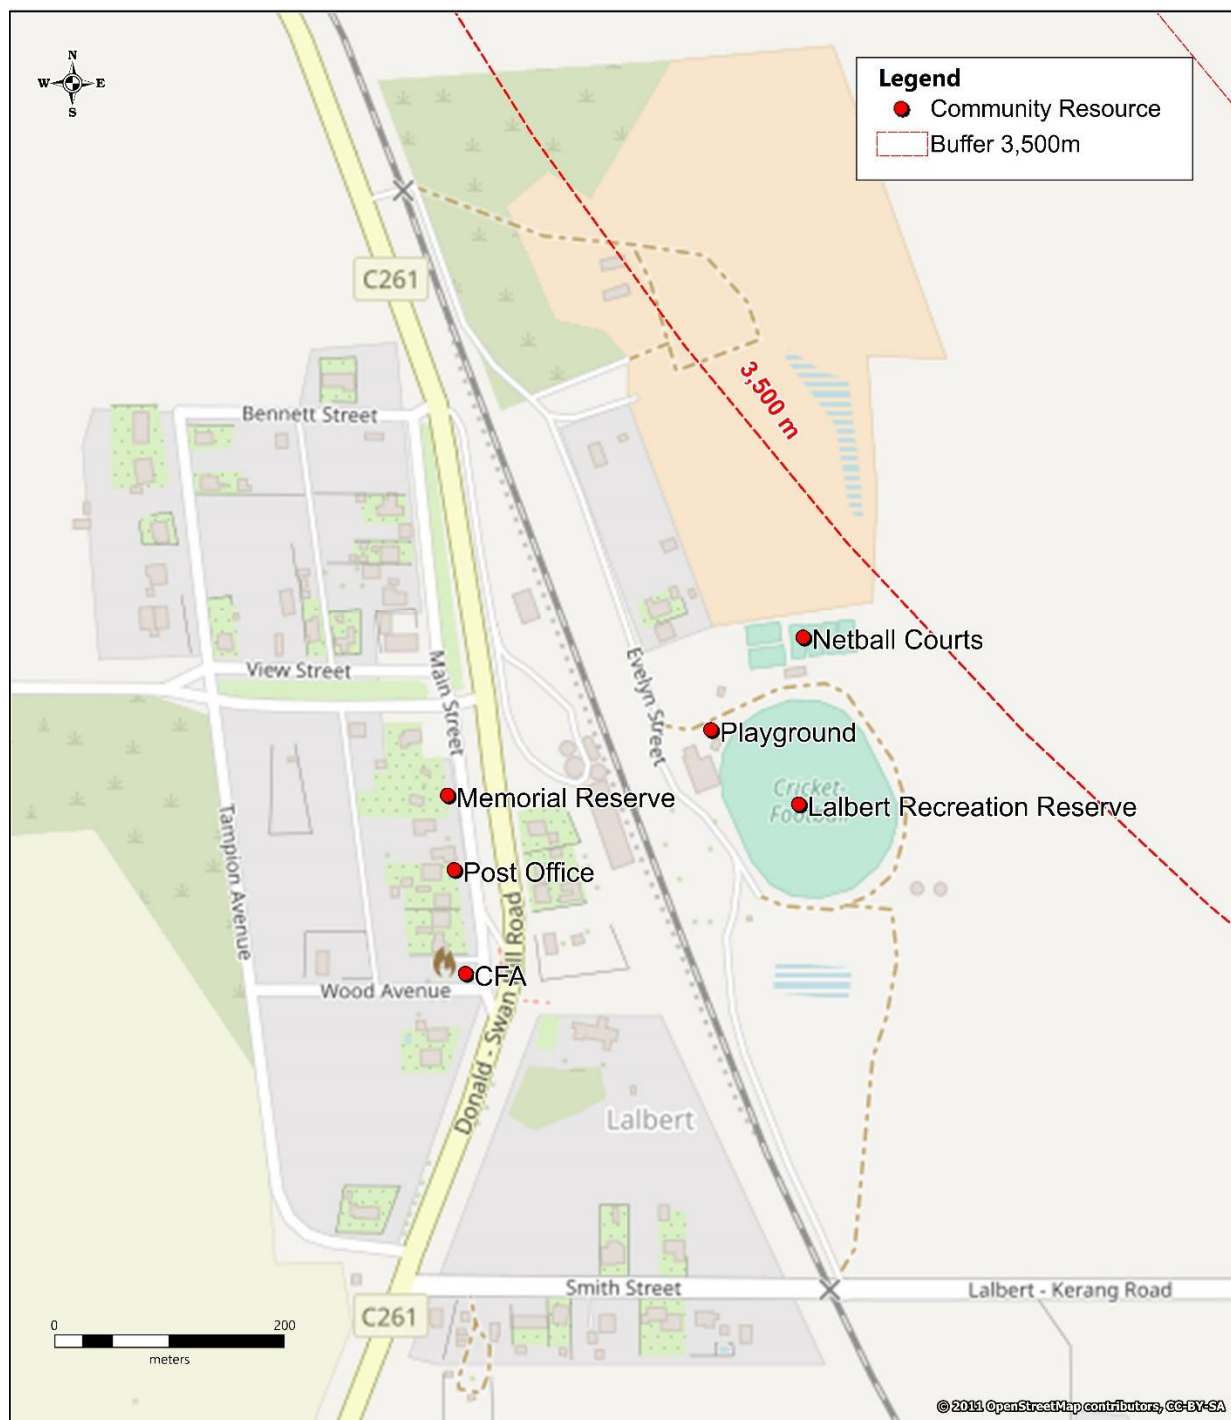 N
W E
S
Legend
Community Resource
Buffer 3,500m
C261
3,500 m
Bennett Street
Netball Courts
View Street
Main Street
Evelyn Street
Playground
Cricket-
Football
Memorial Reserve
Lalbert Recreation Reserve
Tampion Avenue
Post Office
CFA
Wood Avenue
Donald - Swan Hill Road
Lalbert
Smith Street
Lalbert - Kerang Road
C261
0 200
meters
© 2011 OpenStreetMap contributors, CC-BY-SA